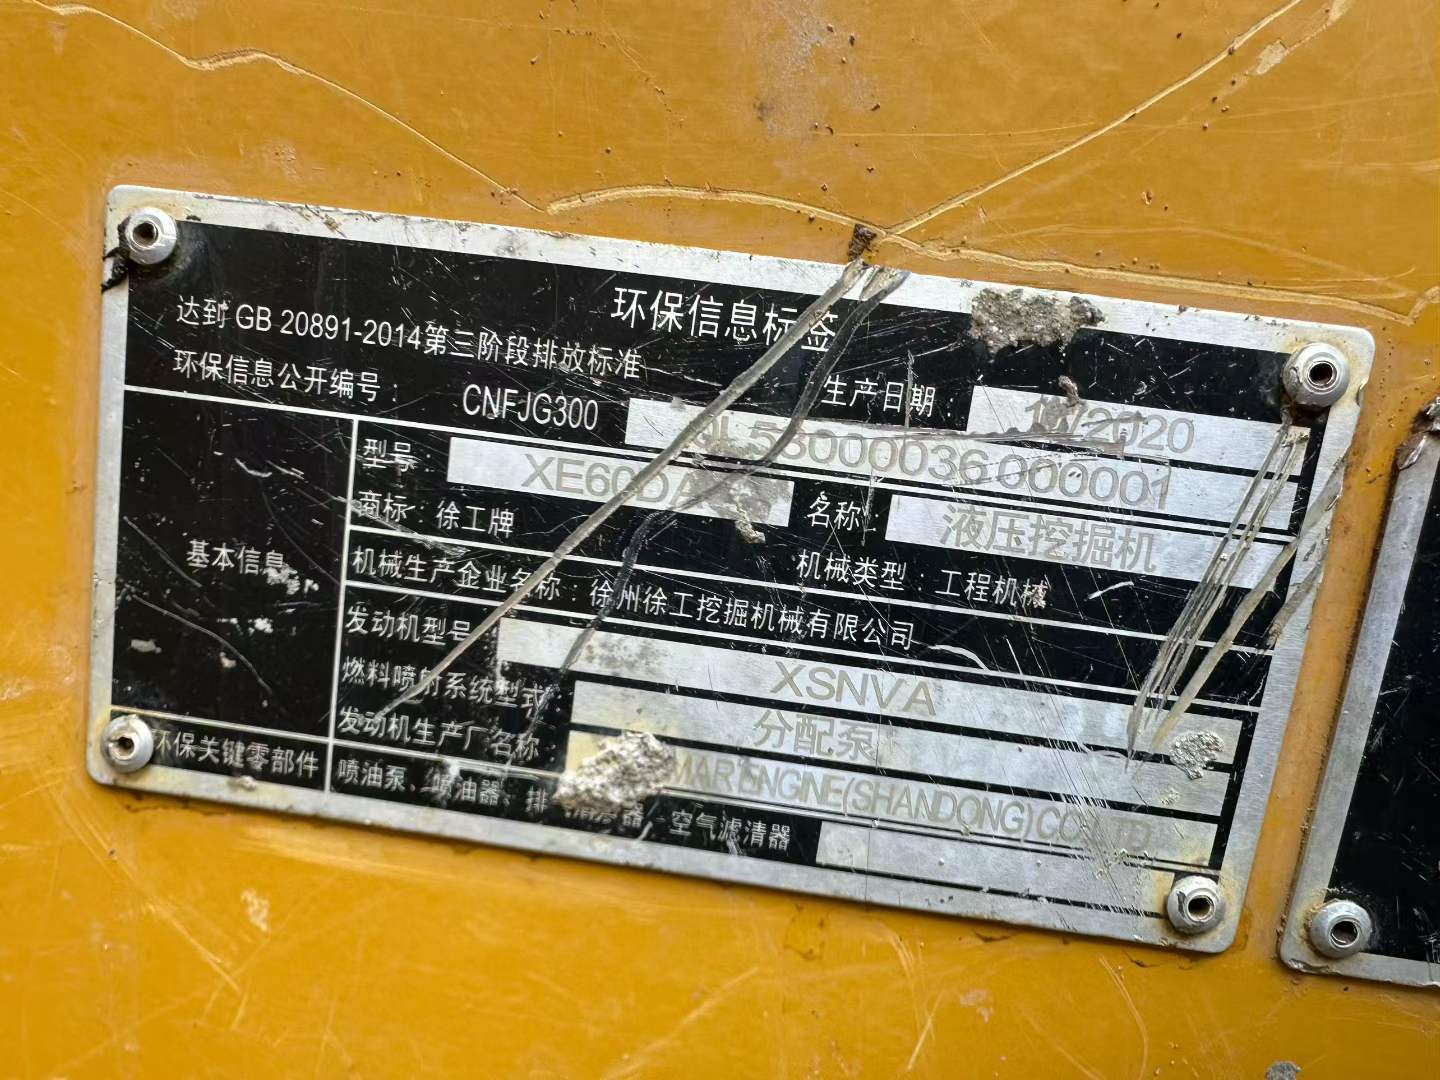 环保信息标签
达到 GB 20891-2014第三阶段排放标准
生产日期: /2020
环保信息公开编号: CNFJG300 53000036 000001
基本信息
型号: XE60DA 名称: 液压挖掘机
商标: 徐工牌 机械类型: 工程机械
机械生产企业名称: 徐州徐工挖掘机械有限公司
发动机型号: XSNVA
燃料喷射系统型式: 分配泵
发动机生产厂名称: MAR ENGINE(SHANDONG)CO LTD
环保关键零部件 喷油泵、喷油器、排 空气滤清器